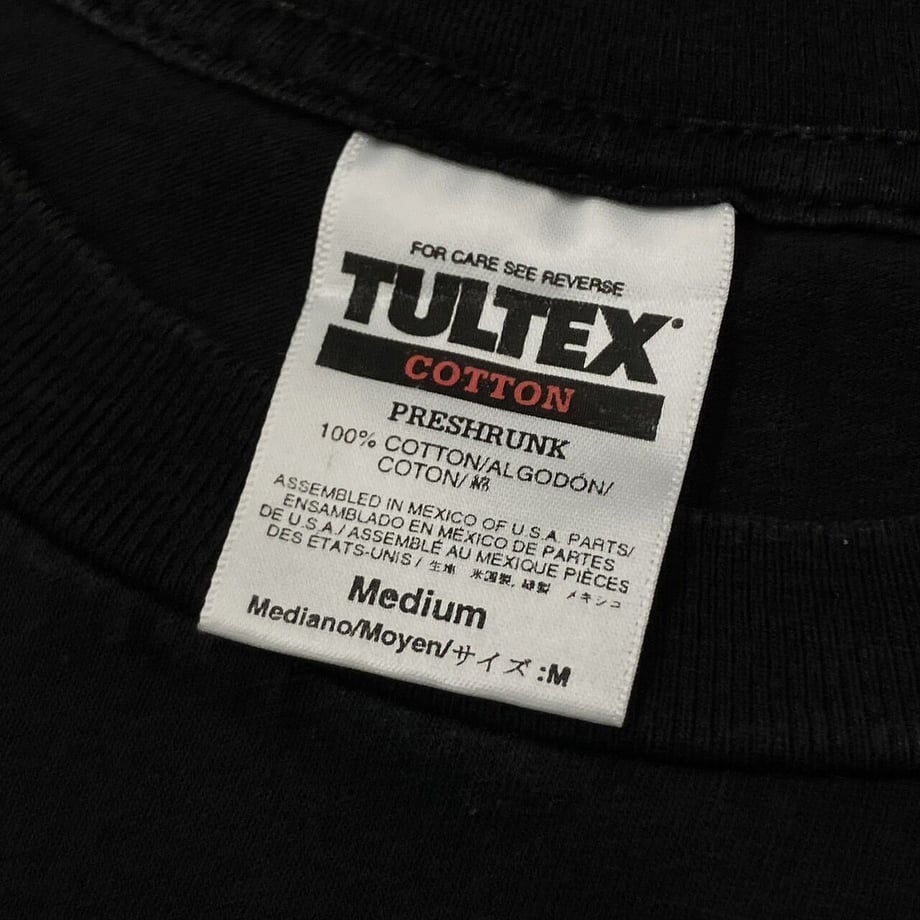 FOR CARE SEE REVERSE
TULTEX®
COTTON
PRESHRUNK
100% COTTON/ALGODÓN/
COTON/綿
ASSEMBLED IN MEXICO OF U.S.A. PARTS/
ENSAMBLADO EN MÉXICO DE PARTES
DE U.S.A./ASSEMBLÉ AU MEXIQUE PIÈCES
DES ÉTATS-UNIS/生地 米国製, 縫製 メキシコ
Medium
Mediano/Moyen/サイズ:M